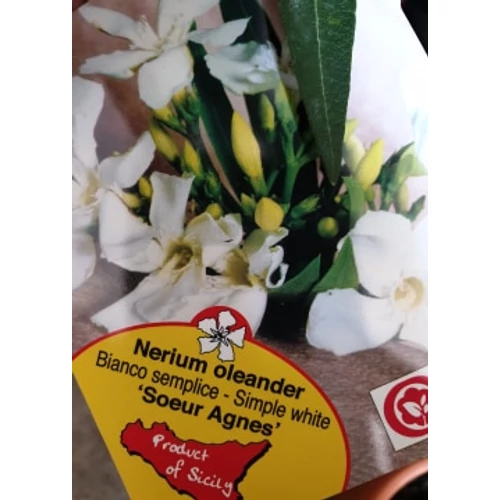 Nerium oleander
Bianco semplice - Simple white
'Soeur Agnes'
Product
of Sicily